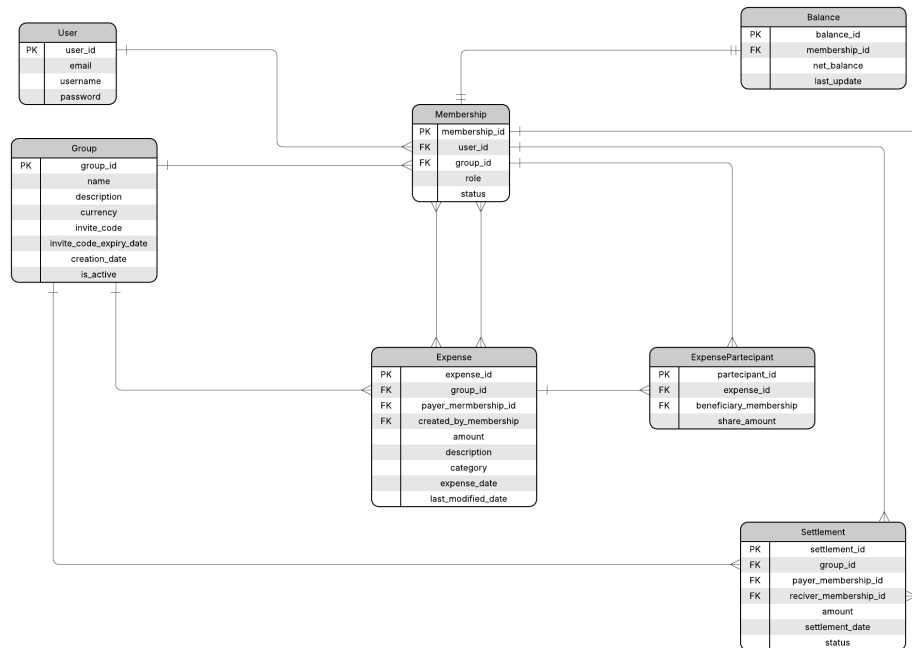 User
PK user_id
email
username
password
Group
PK group_id
name
description
currency
invite_code
invite_code_expiry_date
creation_date
is_active
Membership
PK membership_id
FK user_id
FK group_id
role
status
Balance
PK balance_id
FK membership_id
net_balance
last_update
Expense
PK expense_id
FK group_id
FK payer_mermbership_id
FK created_by_membership
amount
description
category
expense_date
last_modified_date
ExpensePartecipant
PK partecipant_id
FK expense_id
FK beneficiary_membership
share_amount
Settlement
PK settlement_id
FK group_id
FK payer_membership_id
FK reciver_membership_id
amount
settlement_date
status